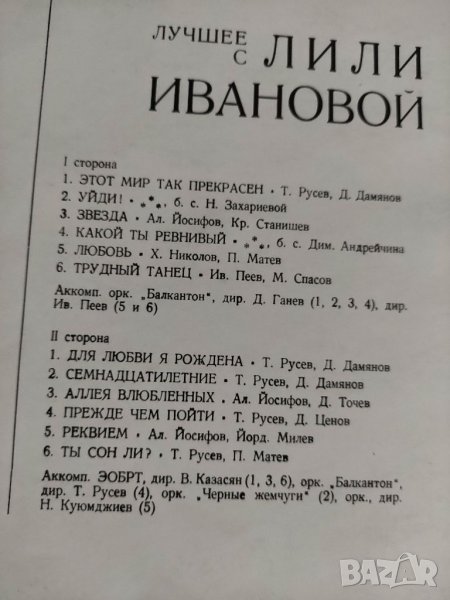 ЛУЧШЕЕ
С ЛИЛИ
ИВАНОВОЙ
I сторона
1. ЭТОТ МИР ТАК ПРЕКРАСЕН • Т. Русев, Д. Дамянов
2. УЙДИ! • *** , б. с. Н. Захариевой
3. ЗВЕЗДА • Ал. Йосифов, Кр. Станишев
4. КАКОЙ ТЫ РЕВНИВЫЙ • *** , б. с. Дим. Андрейчина
5. ЛЮБОВЬ • Х. Николов, П. Матев
6. ТРУДНЫЙ ТАНЕЦ • Ив. Пеев, М. Спасов
Аккомп. орк. „Балкантон“, дир. Д. Ганев (1, 2, 3, 4), дир.
Ив. Пеев (5 и 6)
II сторона
1. ДЛЯ ЛЮБВИ Я РОЖДЕНА • Т. Русев, Д. Дамянов
2. СЕМНАДЦАТИЛЕТНИЕ • Т. Русев, Д. Дамянов
3. АЛЛЕЯ ВЛЮБЛЕННЫХ • Ал. Йосифов, Д. Точев
4. ПРЕЖДЕ ЧЕМ ПОЙТИ • Т. Русев, Д. Ценов
5. РЕКВИЕМ • Ал. Йосифов, Йорд. Милев
6. ТЫ СОН ЛИ? • Т. Русев, П. Матев
Аккомп. ЭОБРТ, дир. В. Казасян (1, 3, 6), орк. „Балкантон“,
дир. Т. Русев (4), орк. „Черные жемчуги“ (2), орк., дир.
Н. Куюмджиев (5)
BAZAR